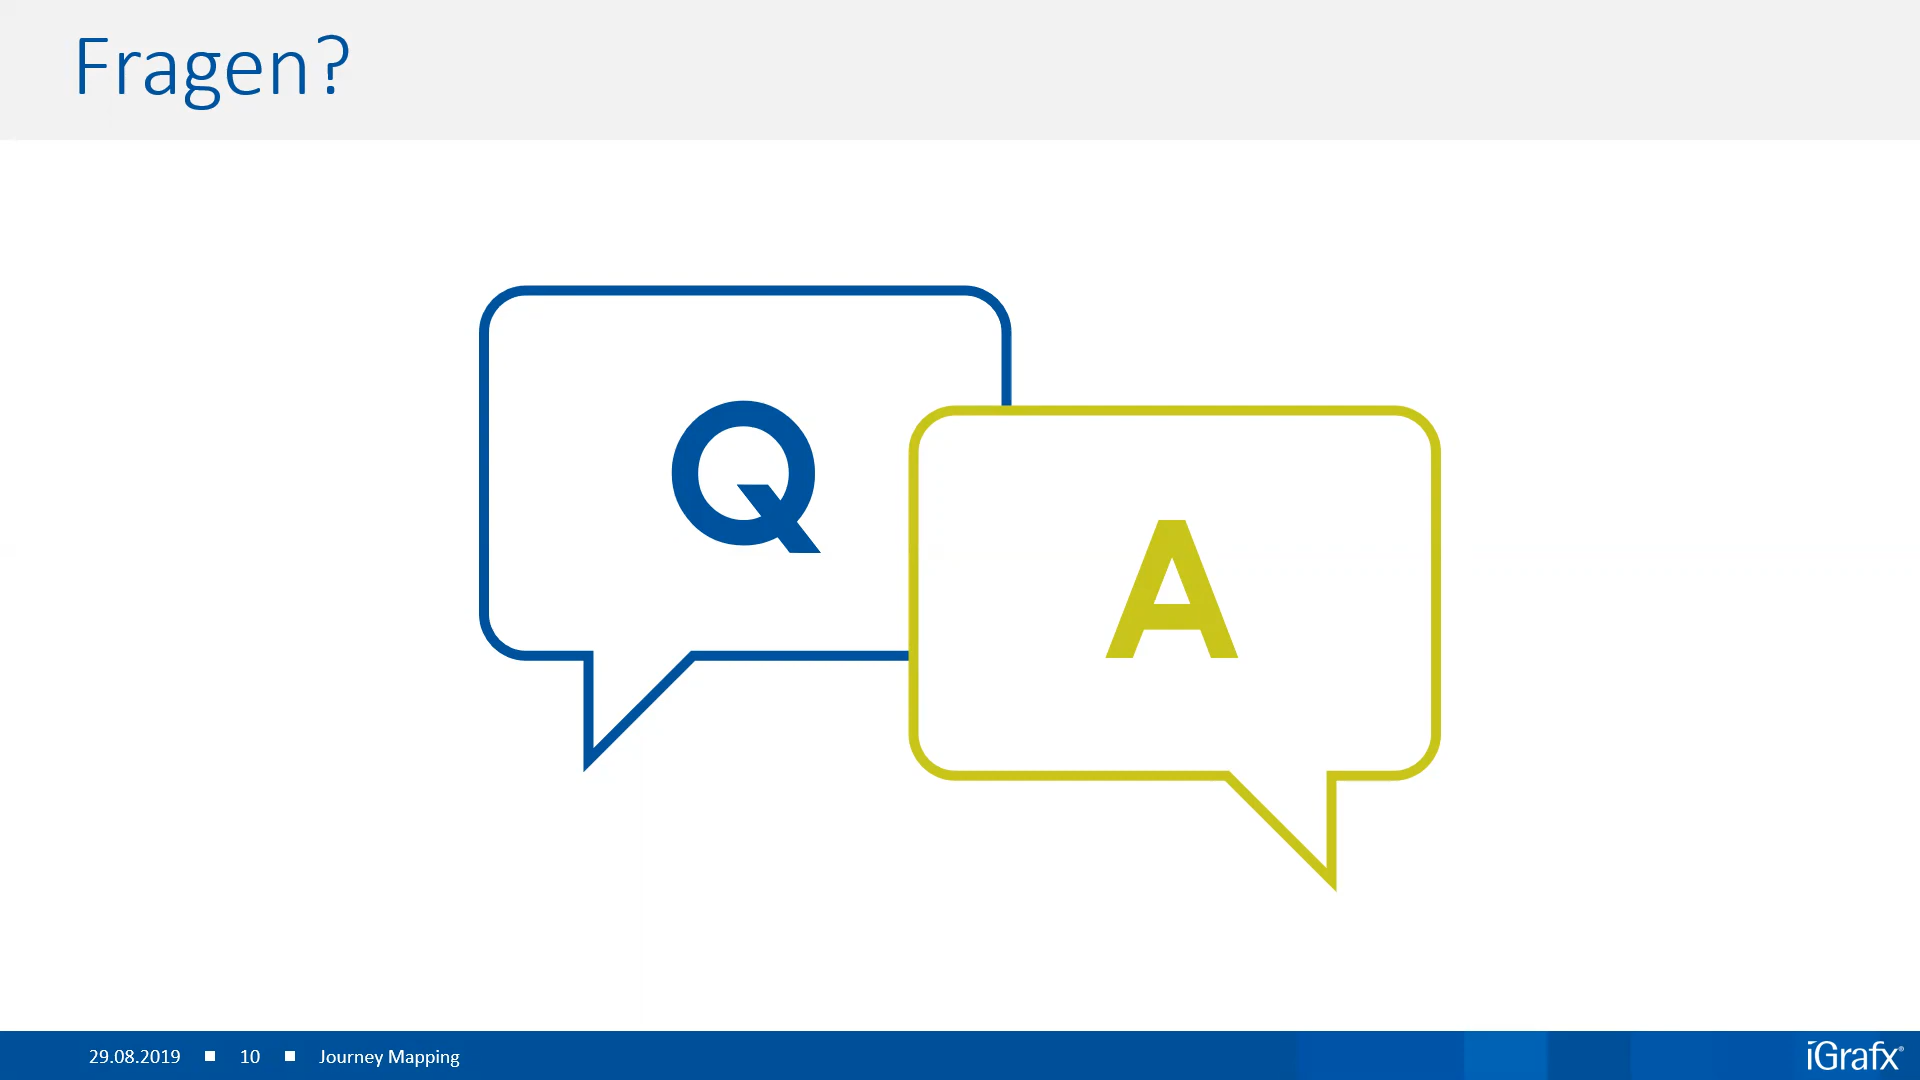 Fragen?
Q
A
29.08.2019 ■ 10 ■ Journey Mapping
iGrafx®